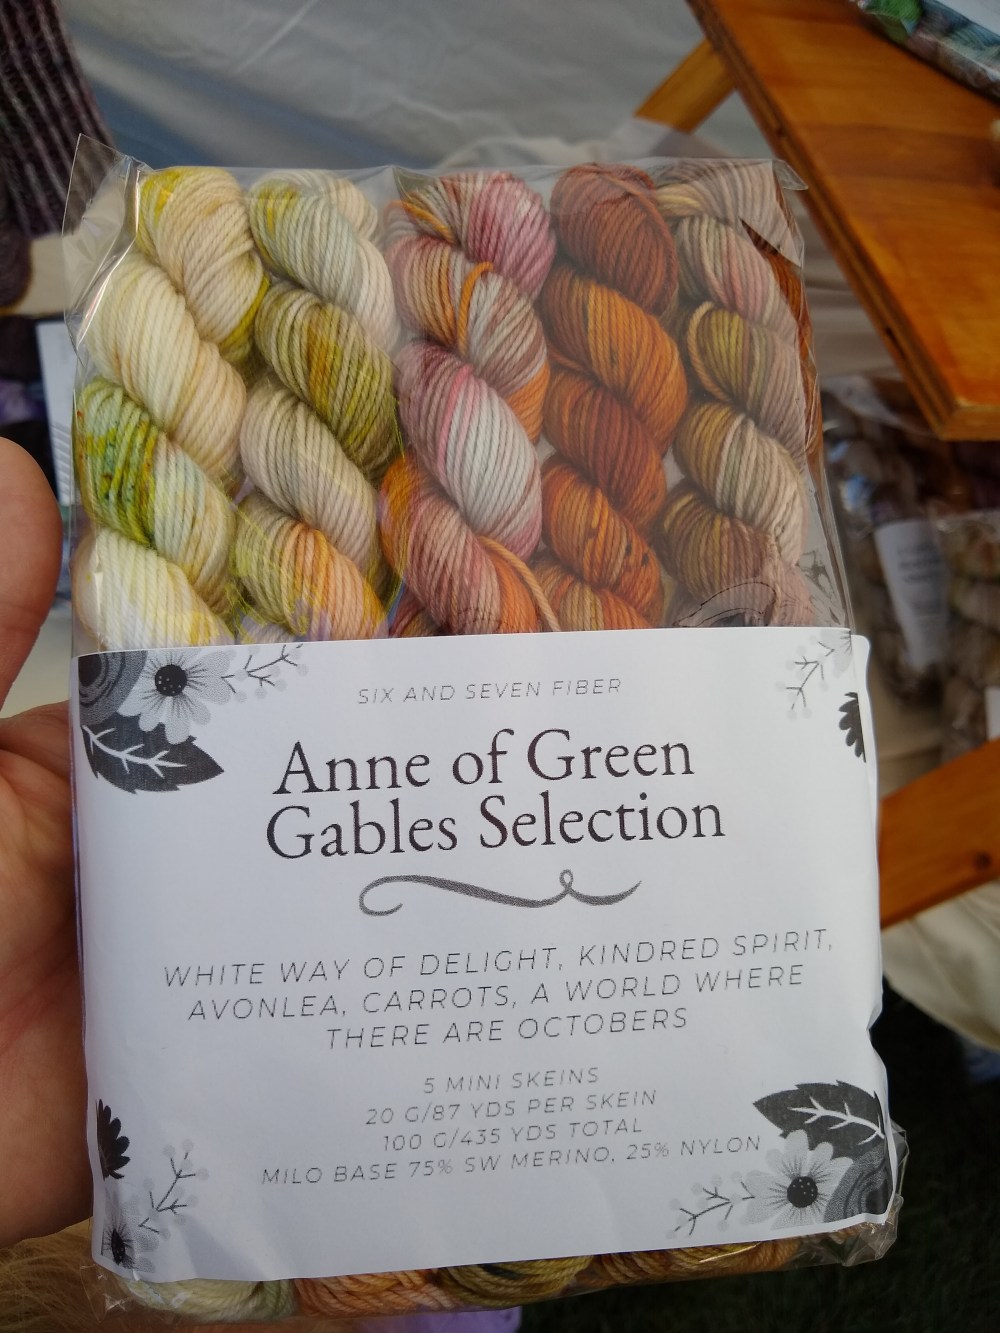 SIX AND SEVEN FIBER
Anne of Green
Gables Selection
WHITE WAY OF DELIGHT, KINDRED SPIRIT,
AVONLEA, CARROTS, A WORLD WHERE
THERE ARE OCTOBERS
5 MINI SKEINS
20 G/87 YDS PER SKEIN
100 G/435 YDS TOTAL
MILO BASE 75% SW MERINO, 25% NYLON